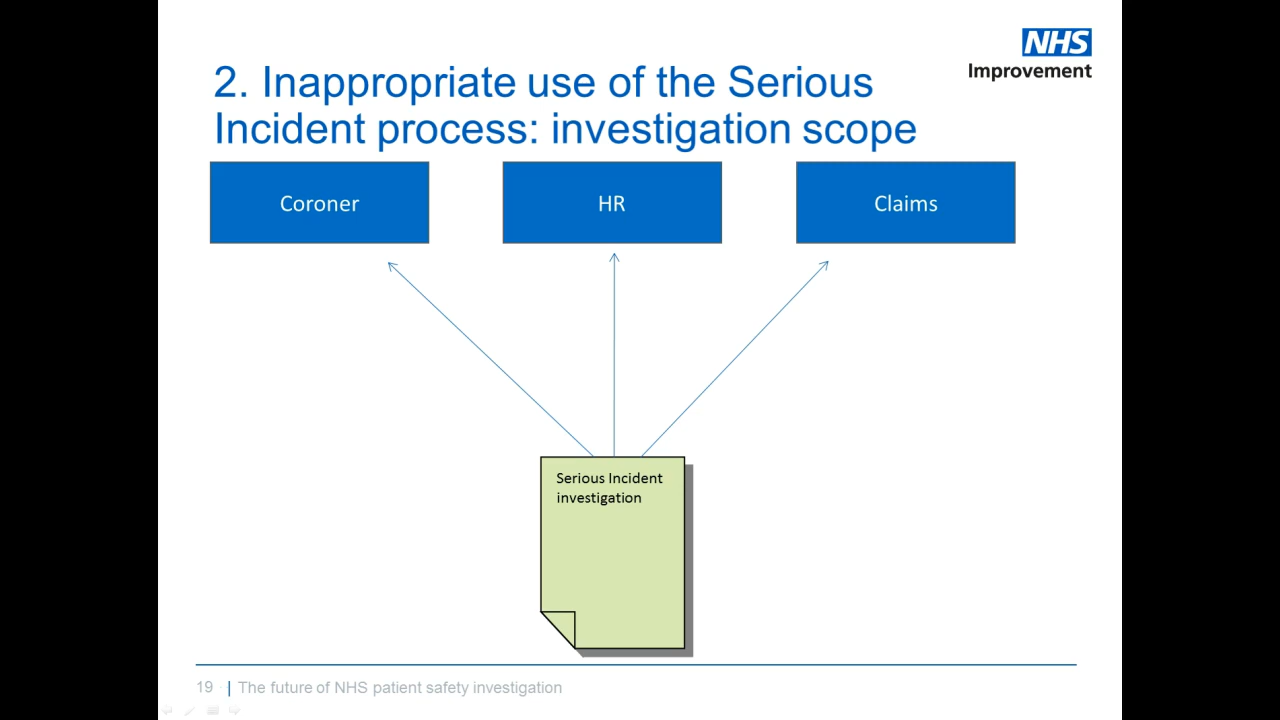 NHS
Improvement
2. Inappropriate use of the Serious
Incident process: investigation scope
Coroner
HR
Claims
Serious Incident
investigation
19 | The future of NHS patient safety investigation